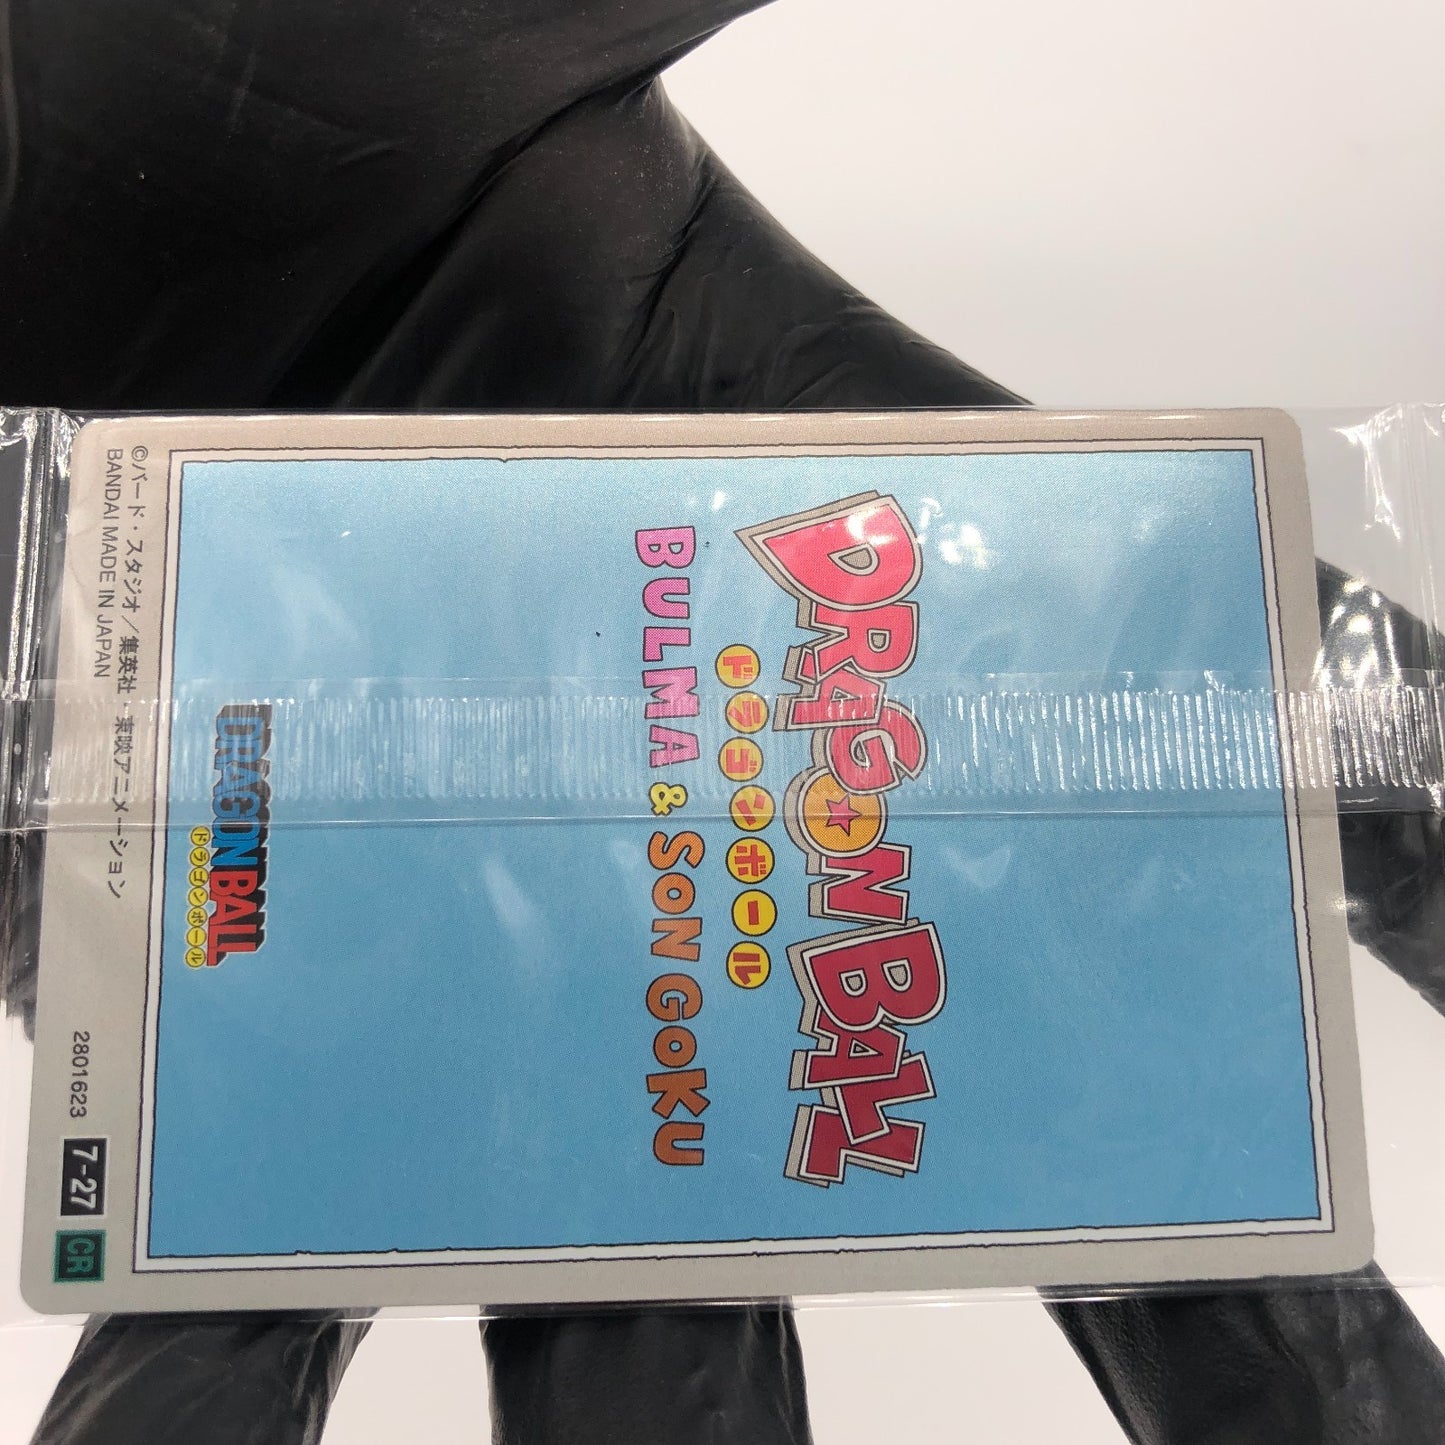 DRAGON BALL
ドラゴンボール
BULMA & SON GOKU
DRAGON BALL
ドラゴンボール
©バード・スタジオ／集英社・東映アニメーション
BANDAI MADE IN JAPAN
2801623 7-27 CR